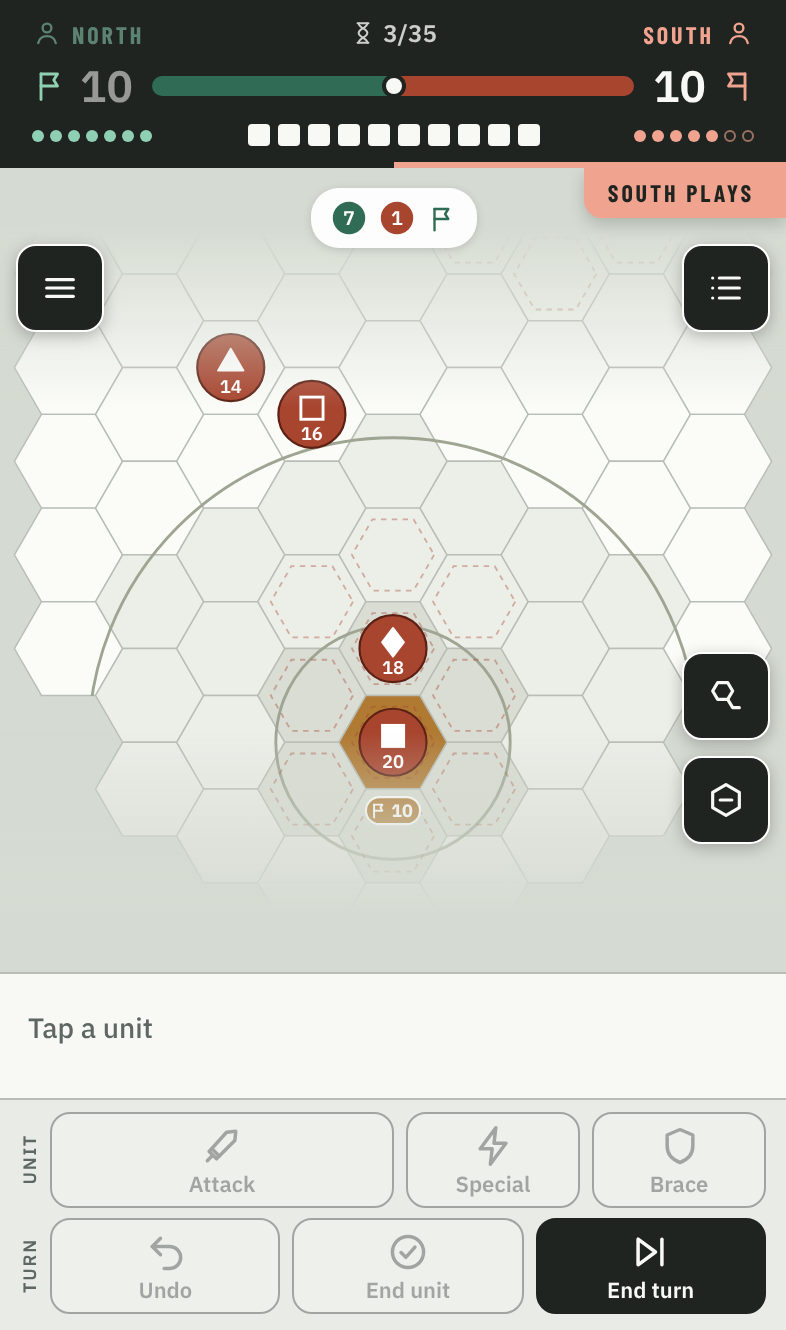 NORTH 3/35 SOUTH
10 10
SOUTH PLAYS
7 1
14
16
18
20
10
Tap a unit
UNIT
Attack Special Brace
TURN
Undo End unit End turn